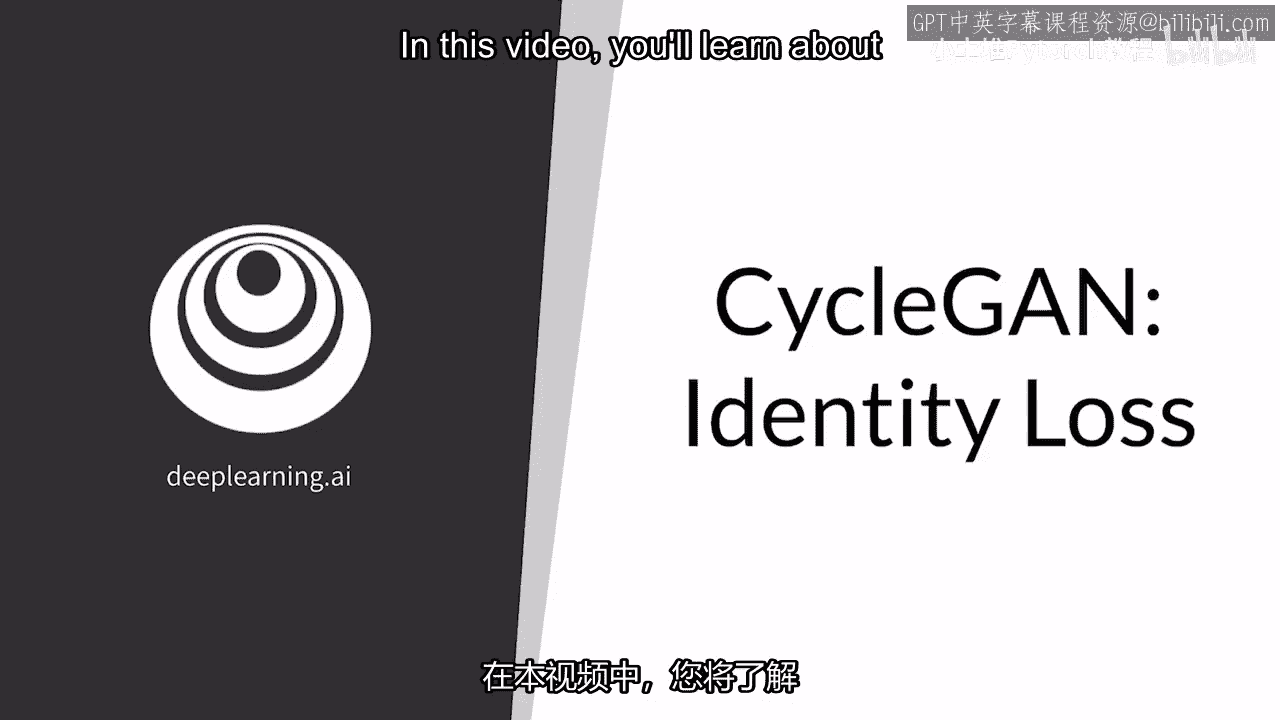 GPT中英字幕课程资源@bilibili.com
In this video, you'll learn about
CycleGAN:
Identity Loss
deeplearning.ai
在本视频中，您将了解